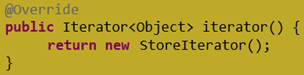 @Override
public Iterator<Object> iterator() {
    return new StoreIterator();
}